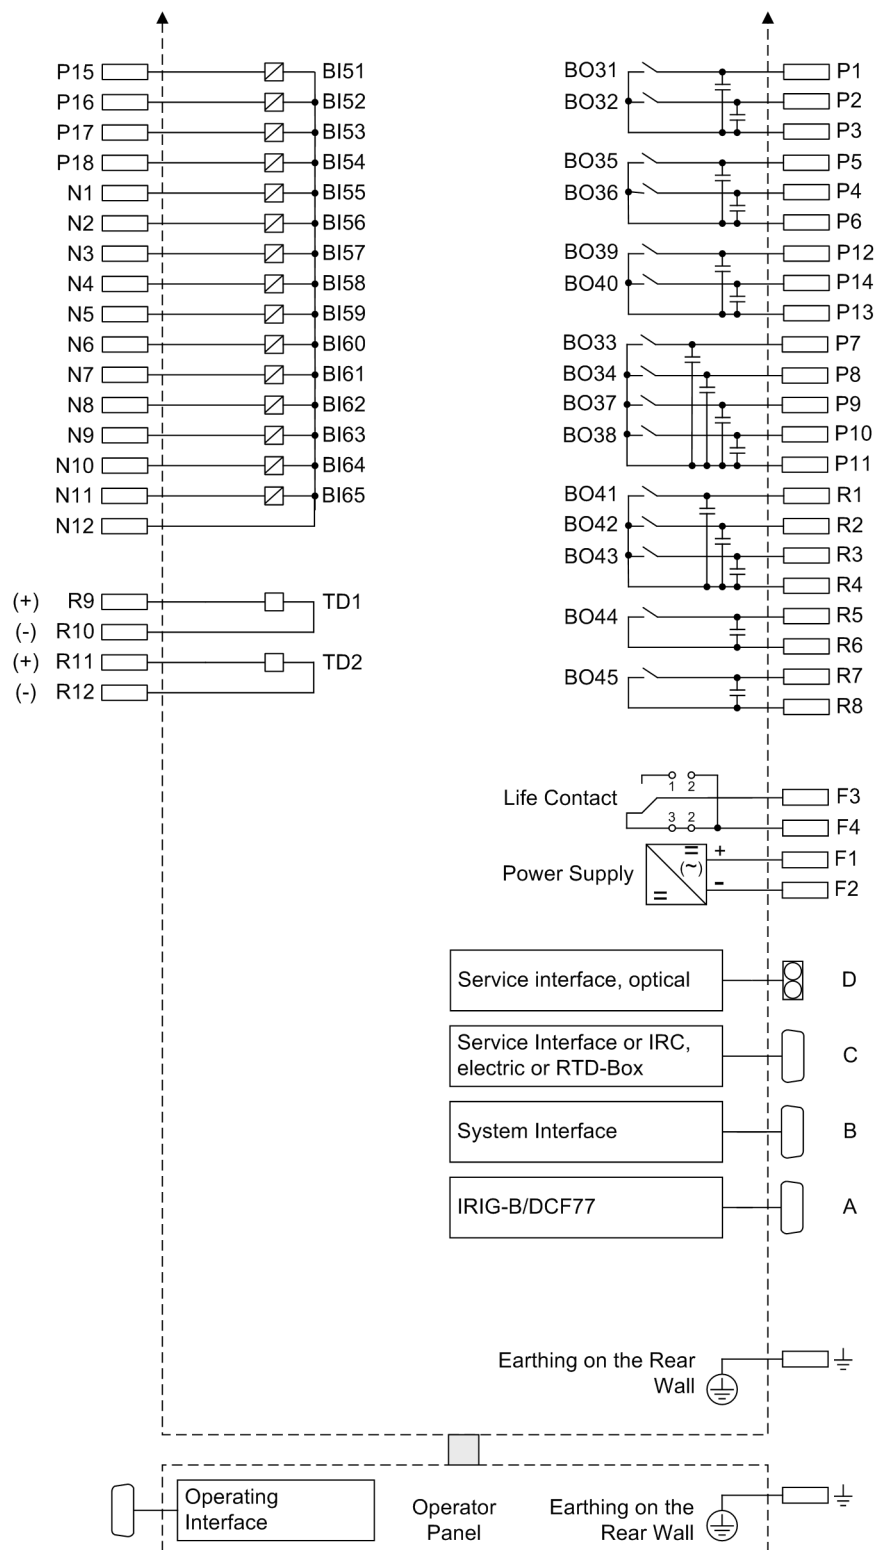 P15 BI51
P16 BI52
P17 BI53
P18 BI54
N1 BI55
N2 BI56
N3 BI57
N4 BI58
N5 BI59
N6 BI60
N7 BI61
N8 BI62
N9 BI63
N10 BI64
N11 BI65
N12
(+) R9 TD1
(-) R10
(+) R11 TD2
(-) R12
BO31 P1
BO32 P2
P3
BO35 P5
BO36 P4
P6
BO39 P12
BO40 P14
P13
BO33 P7
BO34 P8
BO37 P9
BO38 P10
P11
BO41 R1
BO42 R2
BO43 R3
R4
BO44 R5
R6
BO45 R7
R8
1 2
Life Contact F3
3 2
F4
= + F1
Power Supply (~)
= - F2
Service interface, optical D
Service Interface or IRC,
electric or RTD-Box
C
System Interface B
IRIG-B/DCF77 A
Earthing on the Rear
Wall
Operating
Interface
Operator
Panel
Earthing on the
Rear Wall